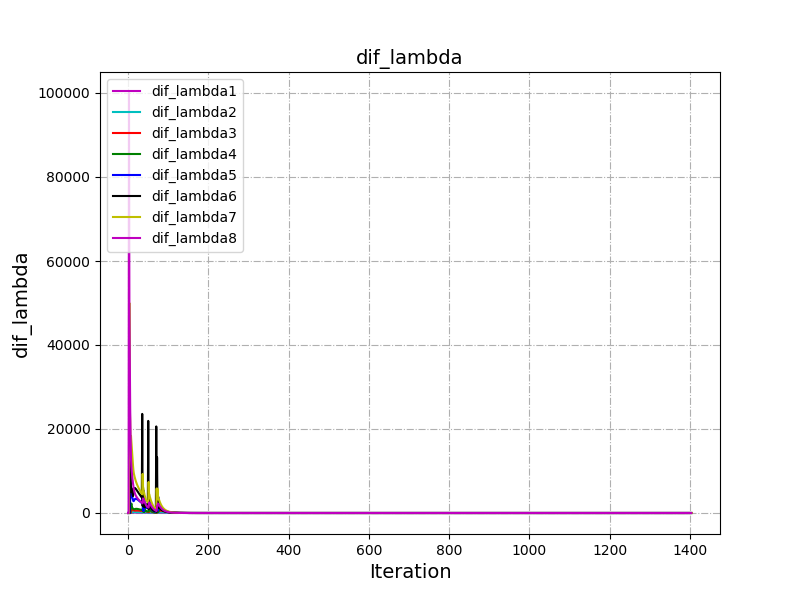 dif_lambda
100000
80000
60000
40000
20000
0
dif_lambda
dif_lambda1
dif_lambda2
dif_lambda3
dif_lambda4
dif_lambda5
dif_lambda6
dif_lambda7
dif_lambda8
0 200 400 600 800 1000 1200 1400
Iteration